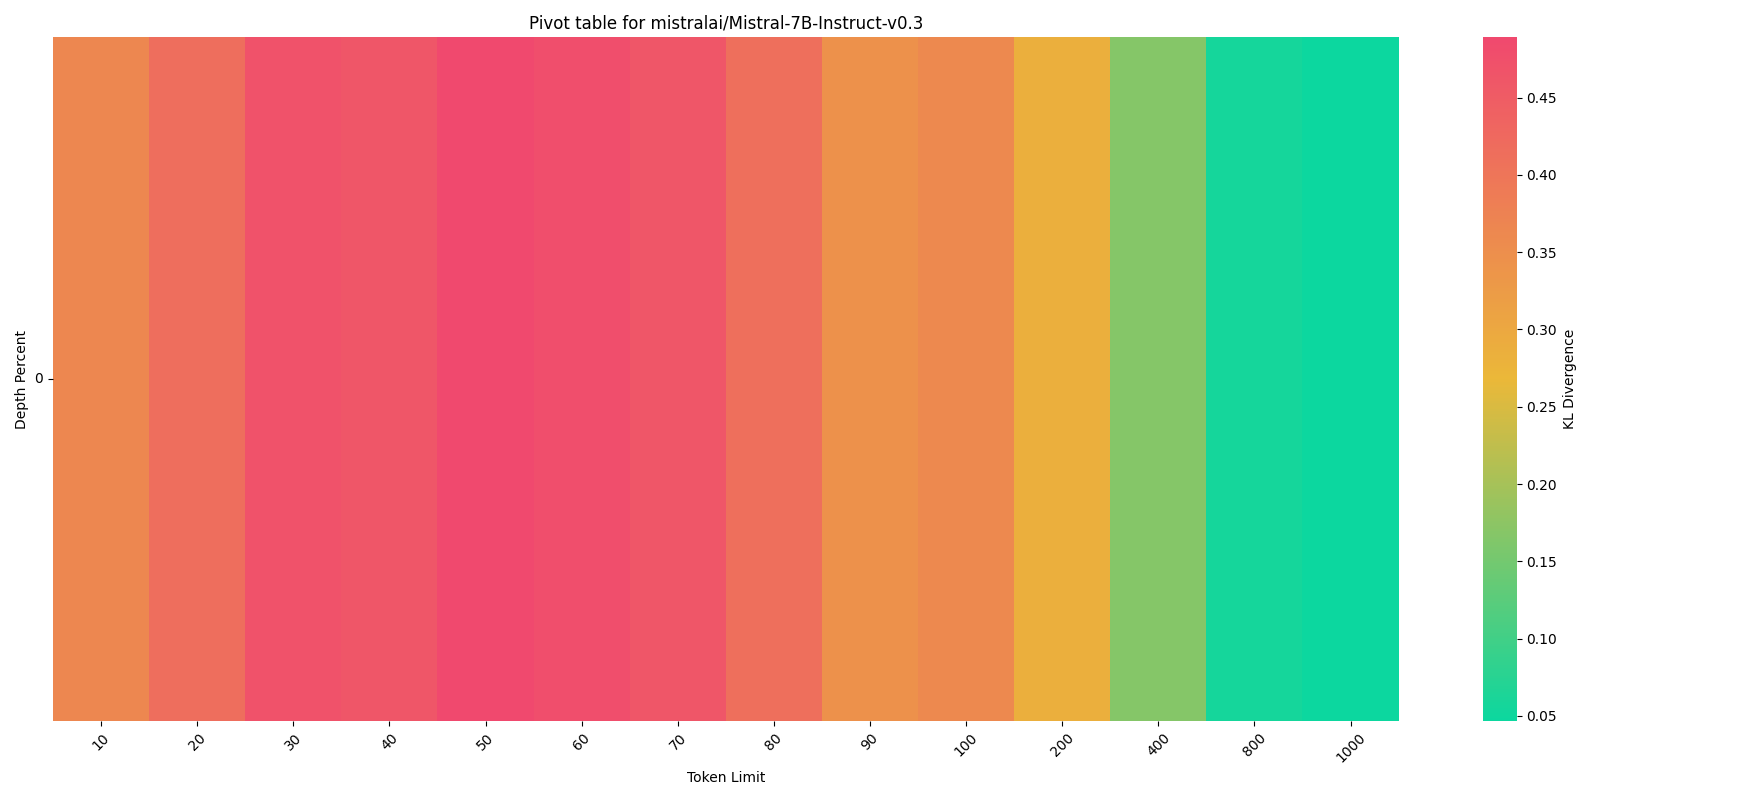 Pivot table for mistralai/Mistral-7B-Instruct-v0.3
Depth Percent
0
10 20 30 40 50 60 70 80 90 100 200 400 800 1000
Token Limit
0.45
0.40
0.35
0.30
0.25
0.20
0.15
0.10
0.05
KL Divergence